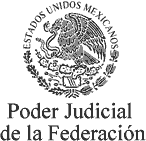 ESTADOS UNIDOS MEXICANOS
Poder Judicial
de la Federación